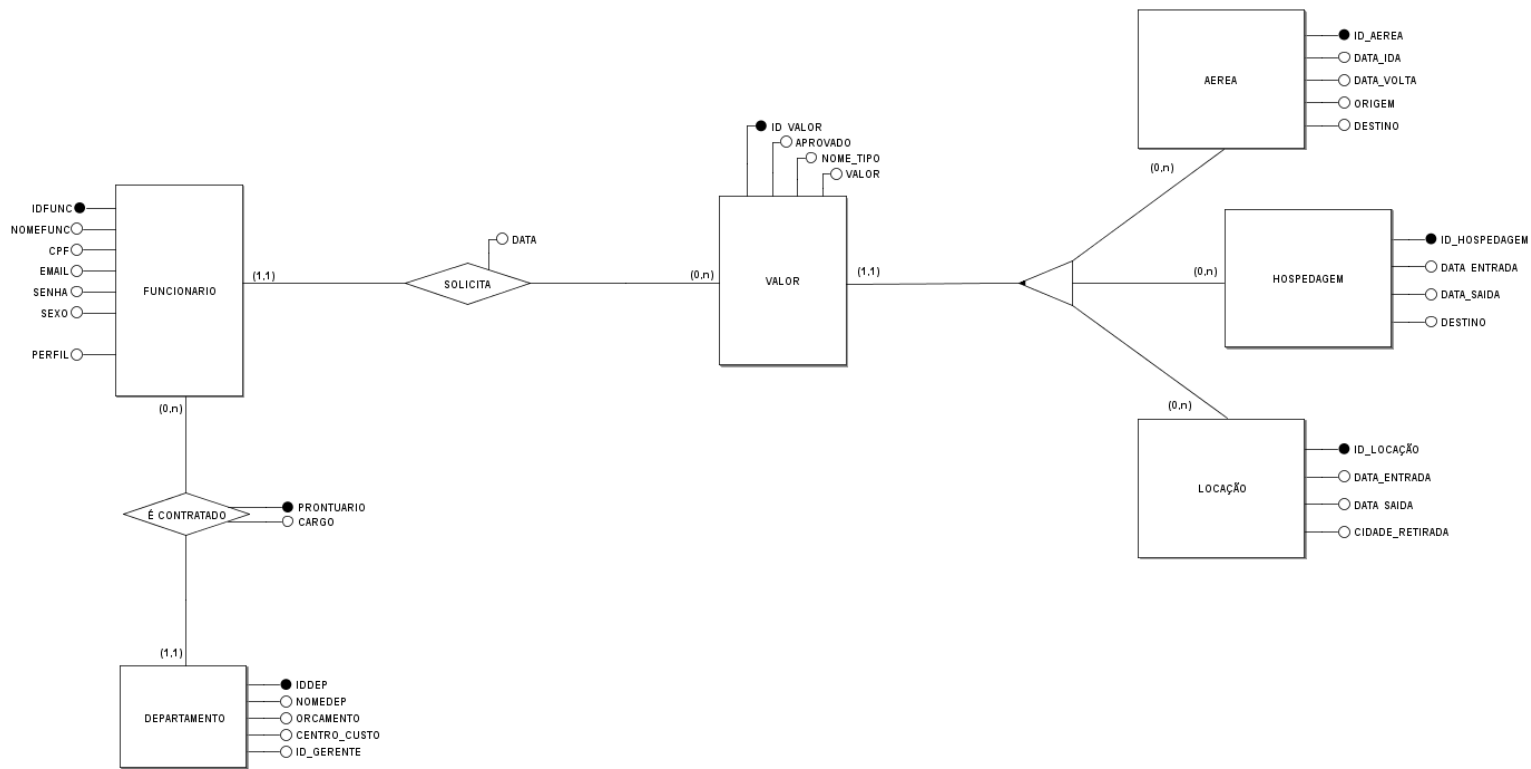 AEREA
ID_AEREA
DATA_IDA
DATA_VOLTA
ORIGEM
DESTINO
(0,n)
ID VALOR
APROVADO
NOME_TIPO
VALOR
VALOR
(0,n)
(1,1)
FUNCIONARIO
IDFUNC
NOMEFUNC
CPF
EMAIL
SENHA
SEXO
PERFIL
(1,1)
(0,n)
SOLICITA
DATA
HOSPEDAGEM
(0,n)
ID_HOSPEDAGEM
DATA ENTRADA
DATA_SAIDA
DESTINO
LOCAÇÃO
(0,n)
ID_LOCAÇÃO
DATA_ENTRADA
DATA SAIDA
CIDADE_RETIRADA
É CONTRATADO
PRONTUARIO
CARGO
(1,1)
DEPARTAMENTO
IDDEP
NOMEDEP
ORCAMENTO
CENTRO_CUSTO
ID_GERENTE